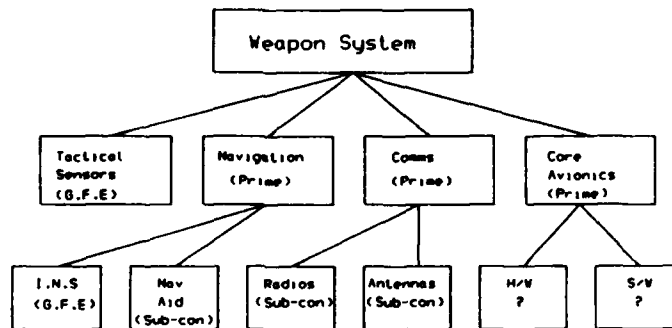 Weapon System
Tactical
Sensors
(G.F.E)
Navigation
(Prime)
Comms
(Prime)
Core
Avionics
(Prime)
I.N.S
(G.F.E)
Nav
Aid
(Sub-con)
Radios
(Sub-con)
Antennas
(Sub-con)
H/W
?
S/W
?